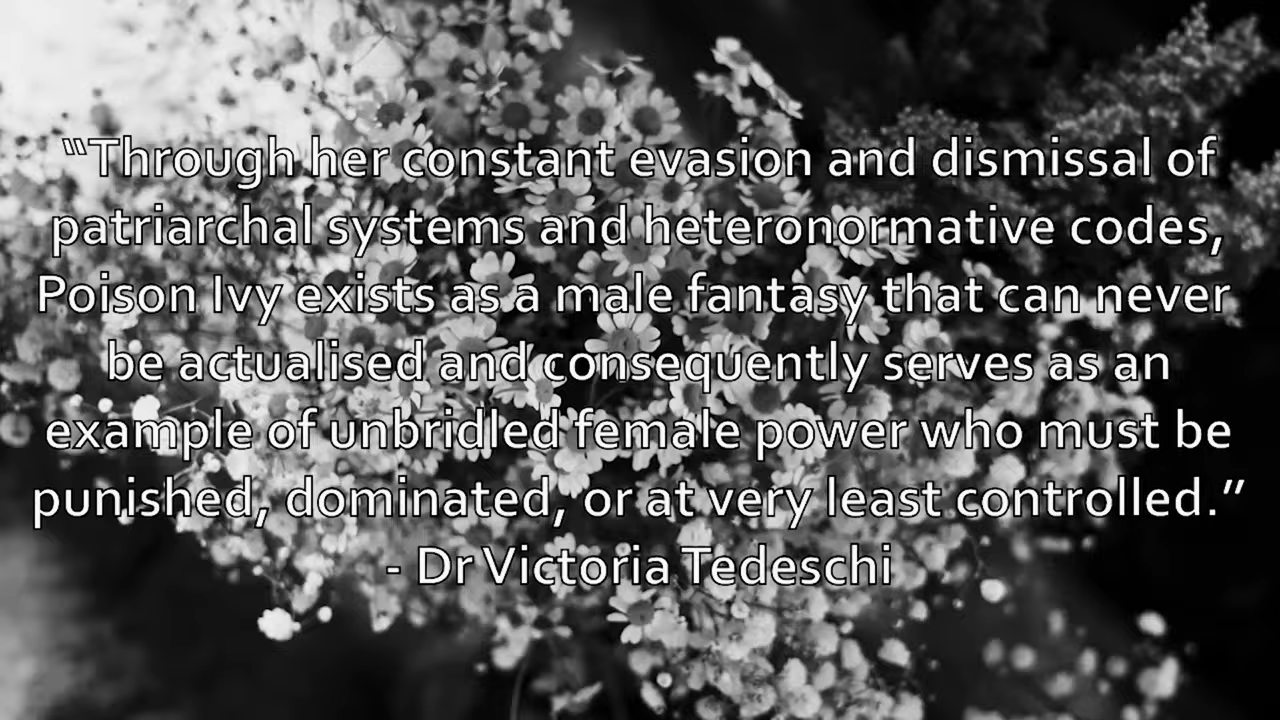 “Through her constant evasion and dismissal of
patriarchal systems and heteronormative codes,
Poison Ivy exists as a male fantasy that can never
be actualised and consequently serves as an
example of unbridled female power who must be
punished, dominated, or at very least controlled.”
- Dr Victoria Tedeschi